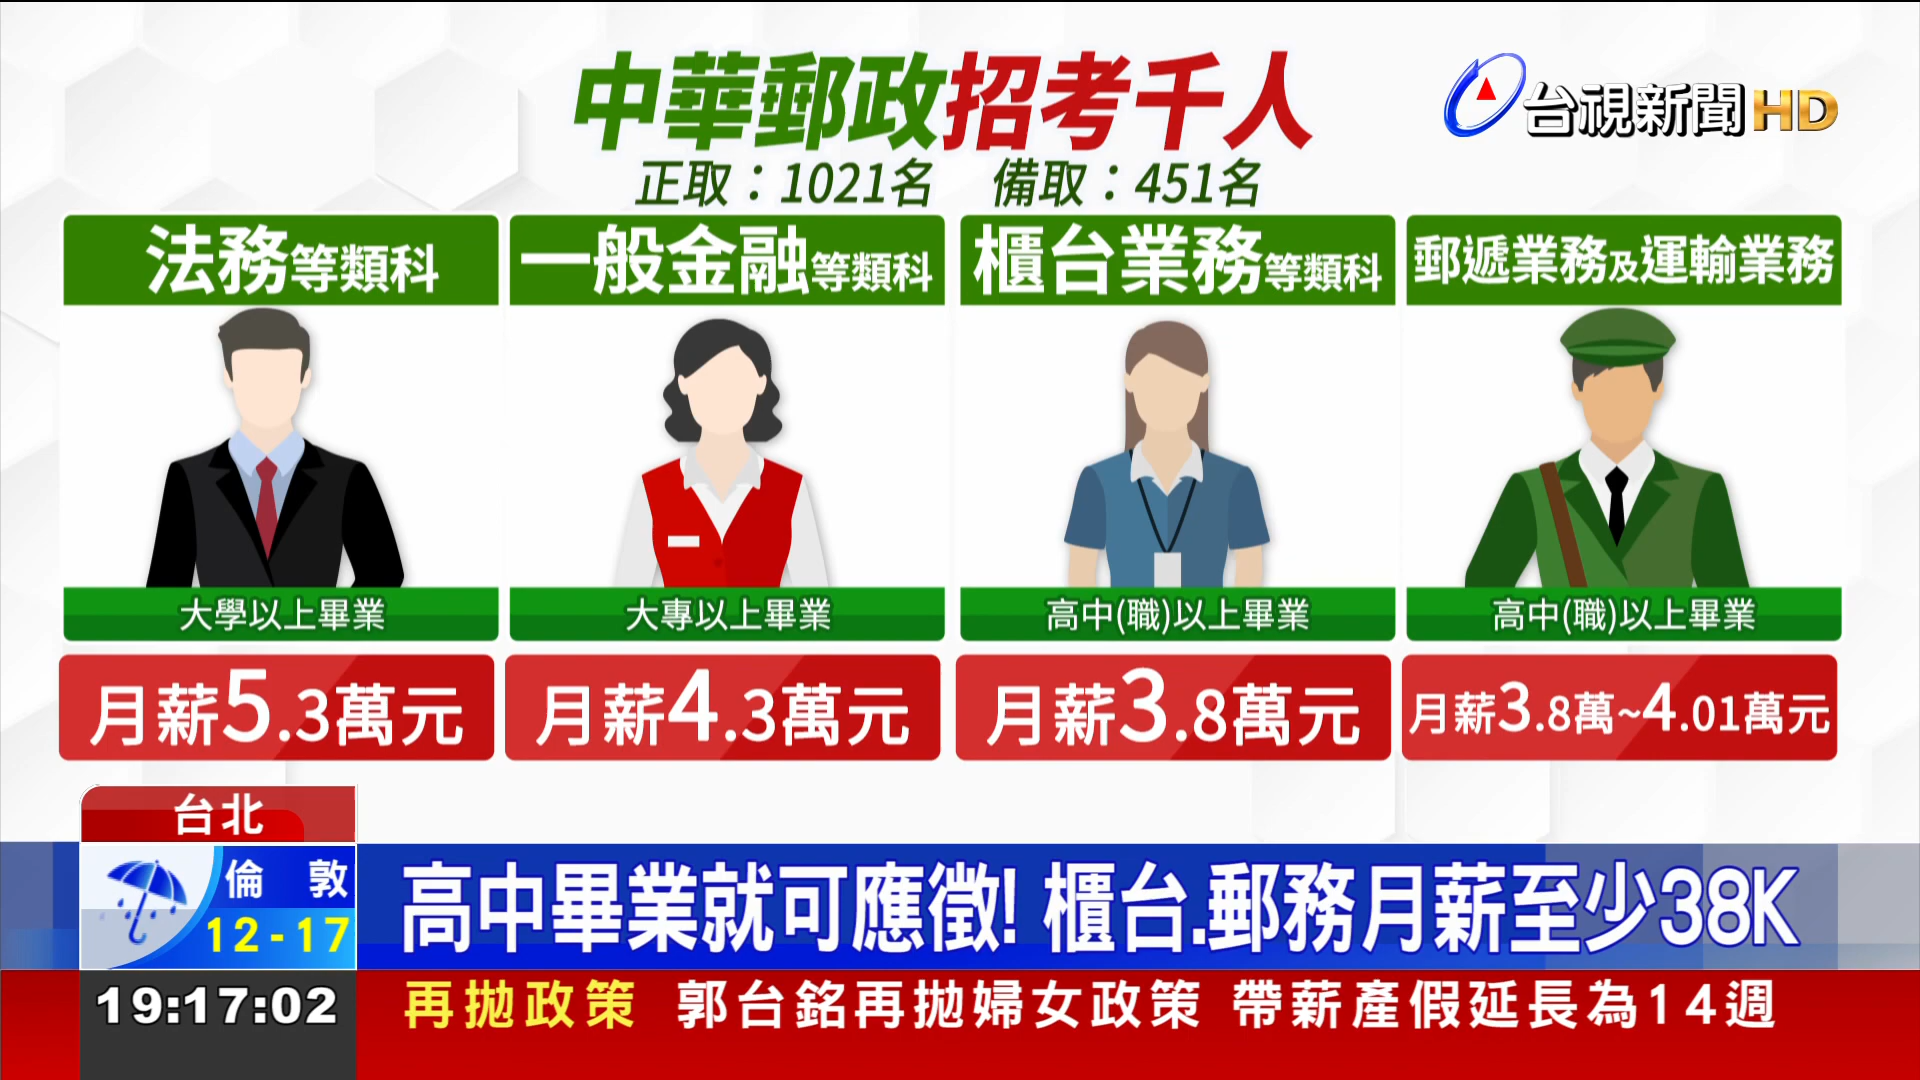 中華郵政招考千人
台視新聞HD
正取：1021名 備取：451名
法務等類科
一般金融等類科
櫃台業務等類科
郵遞業務及運輸業務
大學以上畢業
大專以上畢業
高中(職)以上畢業
高中(職)以上畢業
月薪5.3萬元
月薪4.3萬元
月薪3.8萬元
月薪3.8萬~4.01萬元
台北
倫 敦
12-17
高中畢業就可應徵! 櫃台.郵務月薪至少38K
19:17:02
再拋政策 郭台銘再拋婦女政策 帶薪產假延長為14週